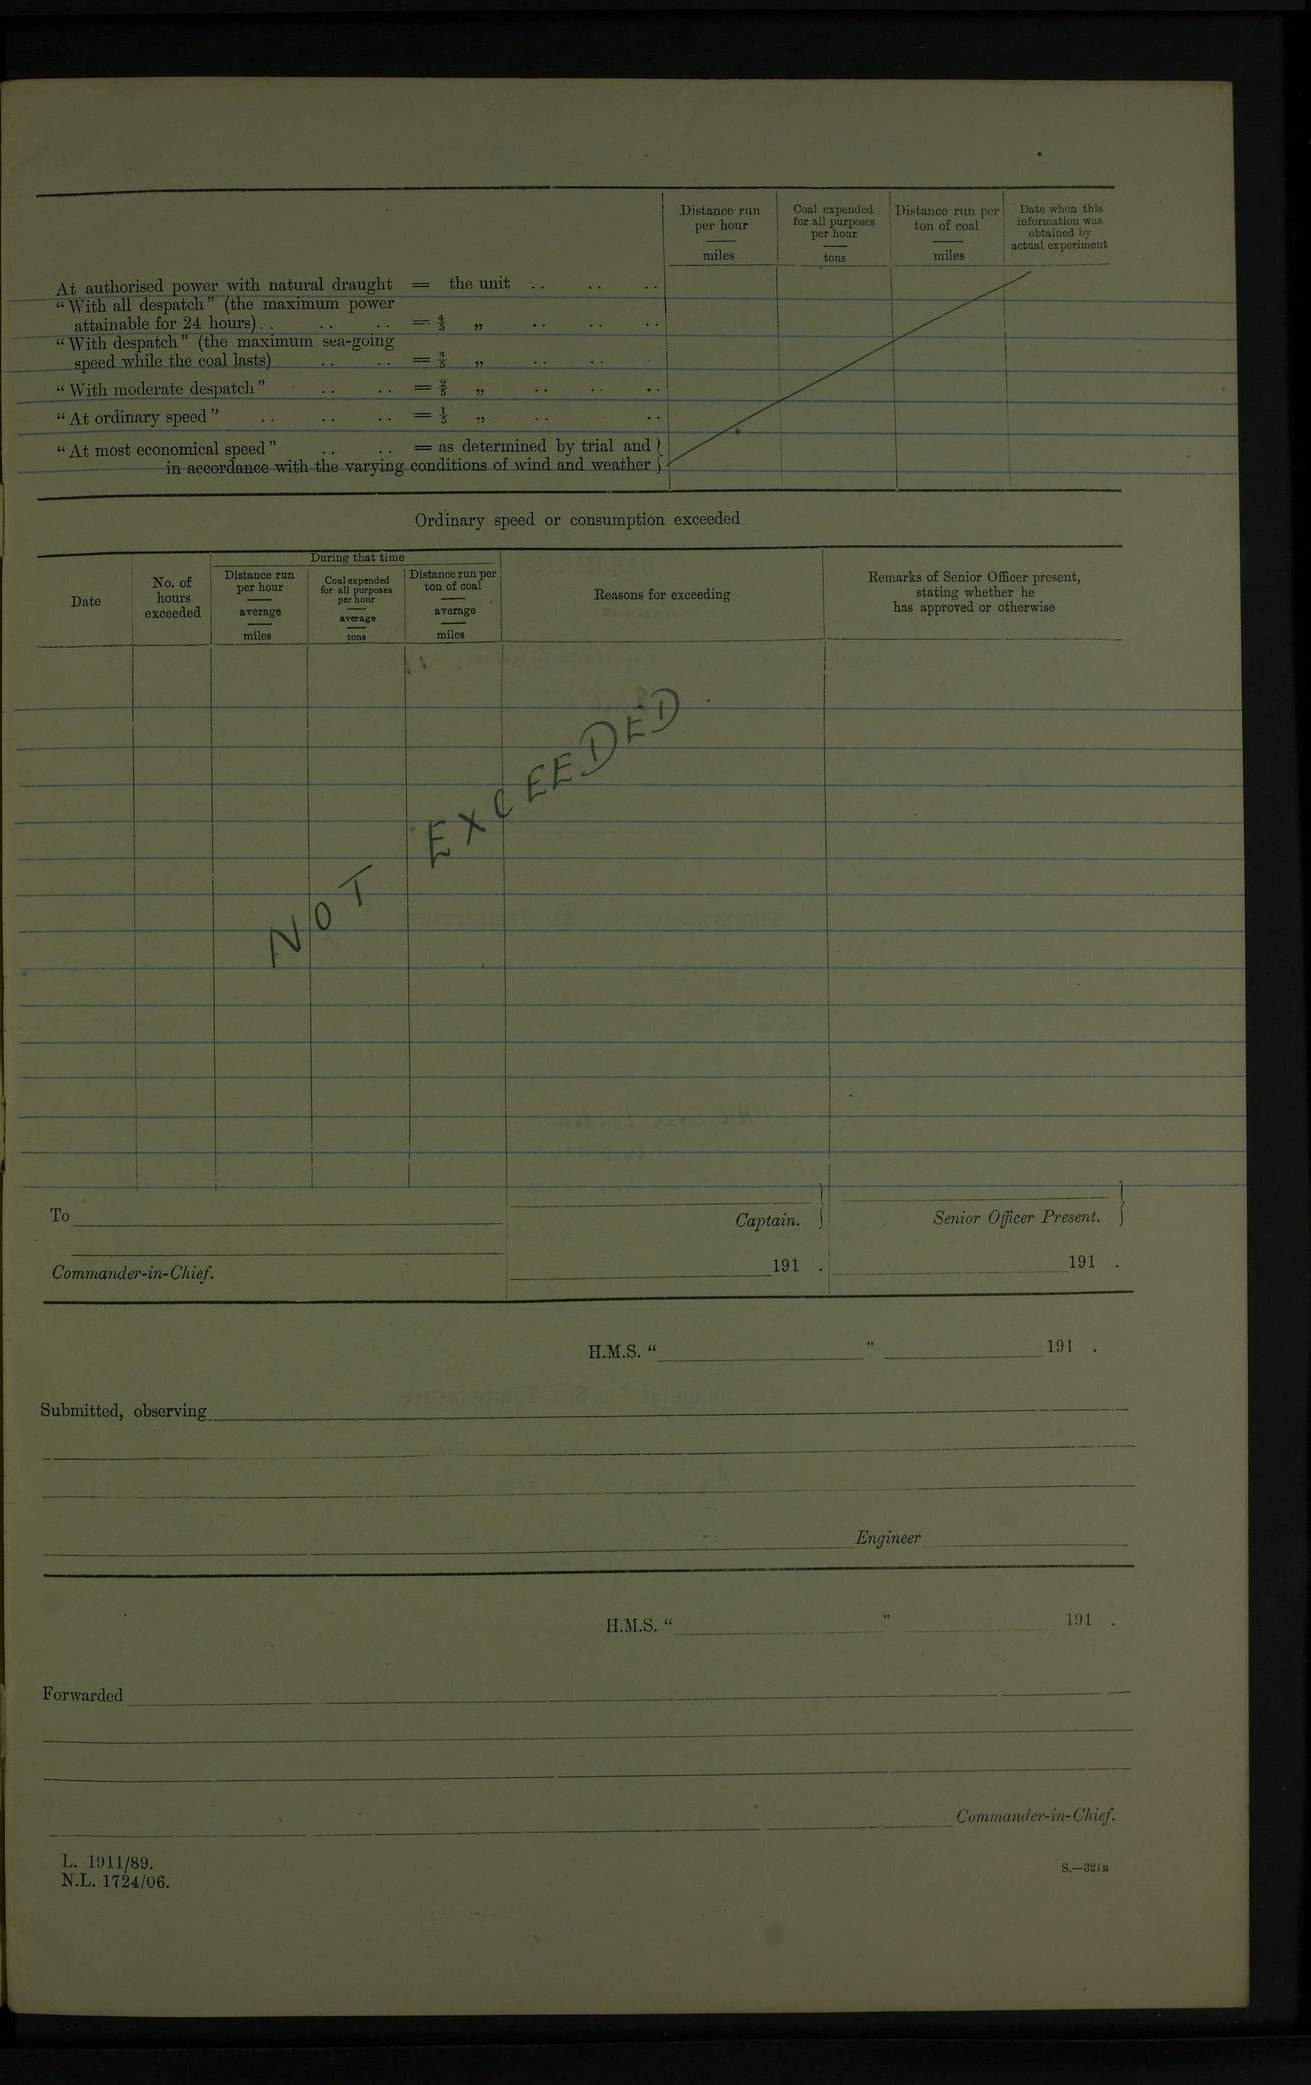 Distance run per hour miles
Coal expended for all purposes per hour tons
Distance run per ton of coal miles
Date when this information was obtained by actual experiment
At authorised power with natural draught = the unit .. .. ..
“With all despatch” (the maximum power
attainable for 24 hours) .. .. .. = 4/5 „ .. .. ..
“With despatch” (the maximum sea-going
speed while the coal lasts) .. .. = 3/5 „ .. ..
“With moderate despatch” .. .. = 2/5 „ .. .. ..
“At ordinary speed” .. .. .. = 1/5 „ .. ..
“At most economical speed” .. .. = as determined by trial and }
in accordance with the varying conditions of wind and weather }
Ordinary speed or consumption exceeded
During that time
Date
No. of hours exceeded
Distance run per hour average miles
Coal expended for all purposes per hour average tons
Distance run per ton of coal average miles
Reasons for exceeding
Remarks of Senior Officer present,
stating whether he
has approved or otherwise
NOT EXCEEDED
To
Captain. }
Senior Officer Present. }
Commander-in-Chief.
191 .
191 .
H.M.S. “ ” 191 .
Submitted, observing
Engineer
H.M.S. “ ” 191 .
Forwarded
Commander-in-Chief.
L. 1911/89.
N.L. 1724/06.
S.—321B